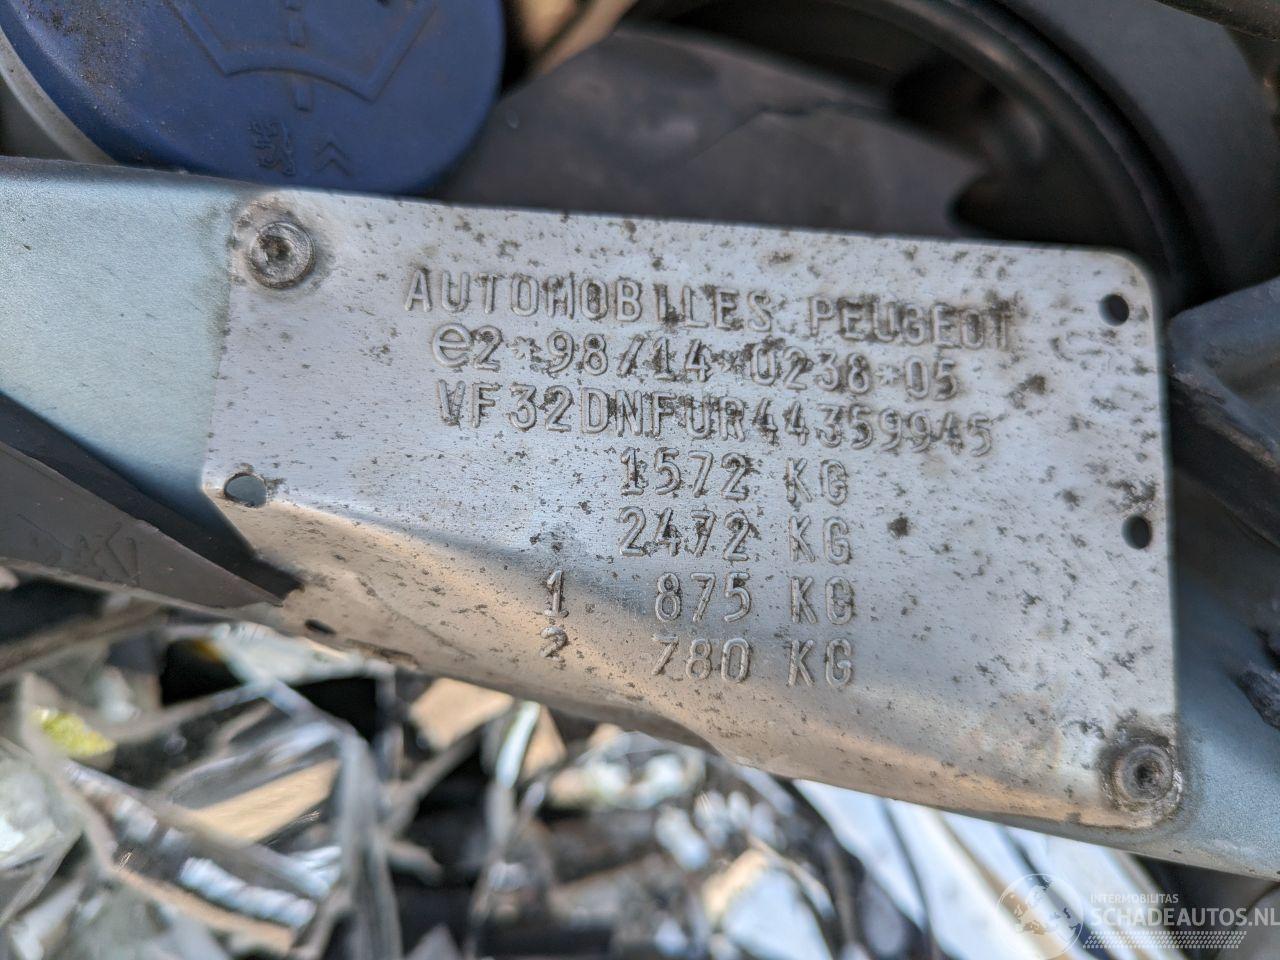 AUTOMOBILES PEUGEOT
e2*98/14*0238*05
VF32DNFUR44359945
1572 KG
2472 KG
1 875 KG
2 780 KG
INTERMOBILITAS
SCHADEAUTOS.NL